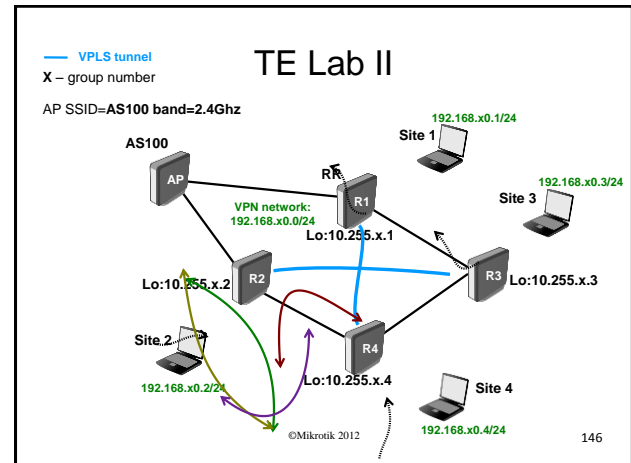 TE Lab II
VPLS tunnel
X – group number
AP SSID=AS100 band=2.4Ghz
192.168.x0.1/24
Site 1
AS100
AP
RR
R1
192.168.x0.3/24
Site 3
VPN network:
192.168.x0.0/24
Lo:10.255.x.1
R3
Lo:10.255.x.3
R2
Lo:10.255.x.2
Site 2
R4
192.168.x0.2/24
Lo:10.255.x.4
Site 4
192.168.x0.4/24
©Mikrotik 2012
146